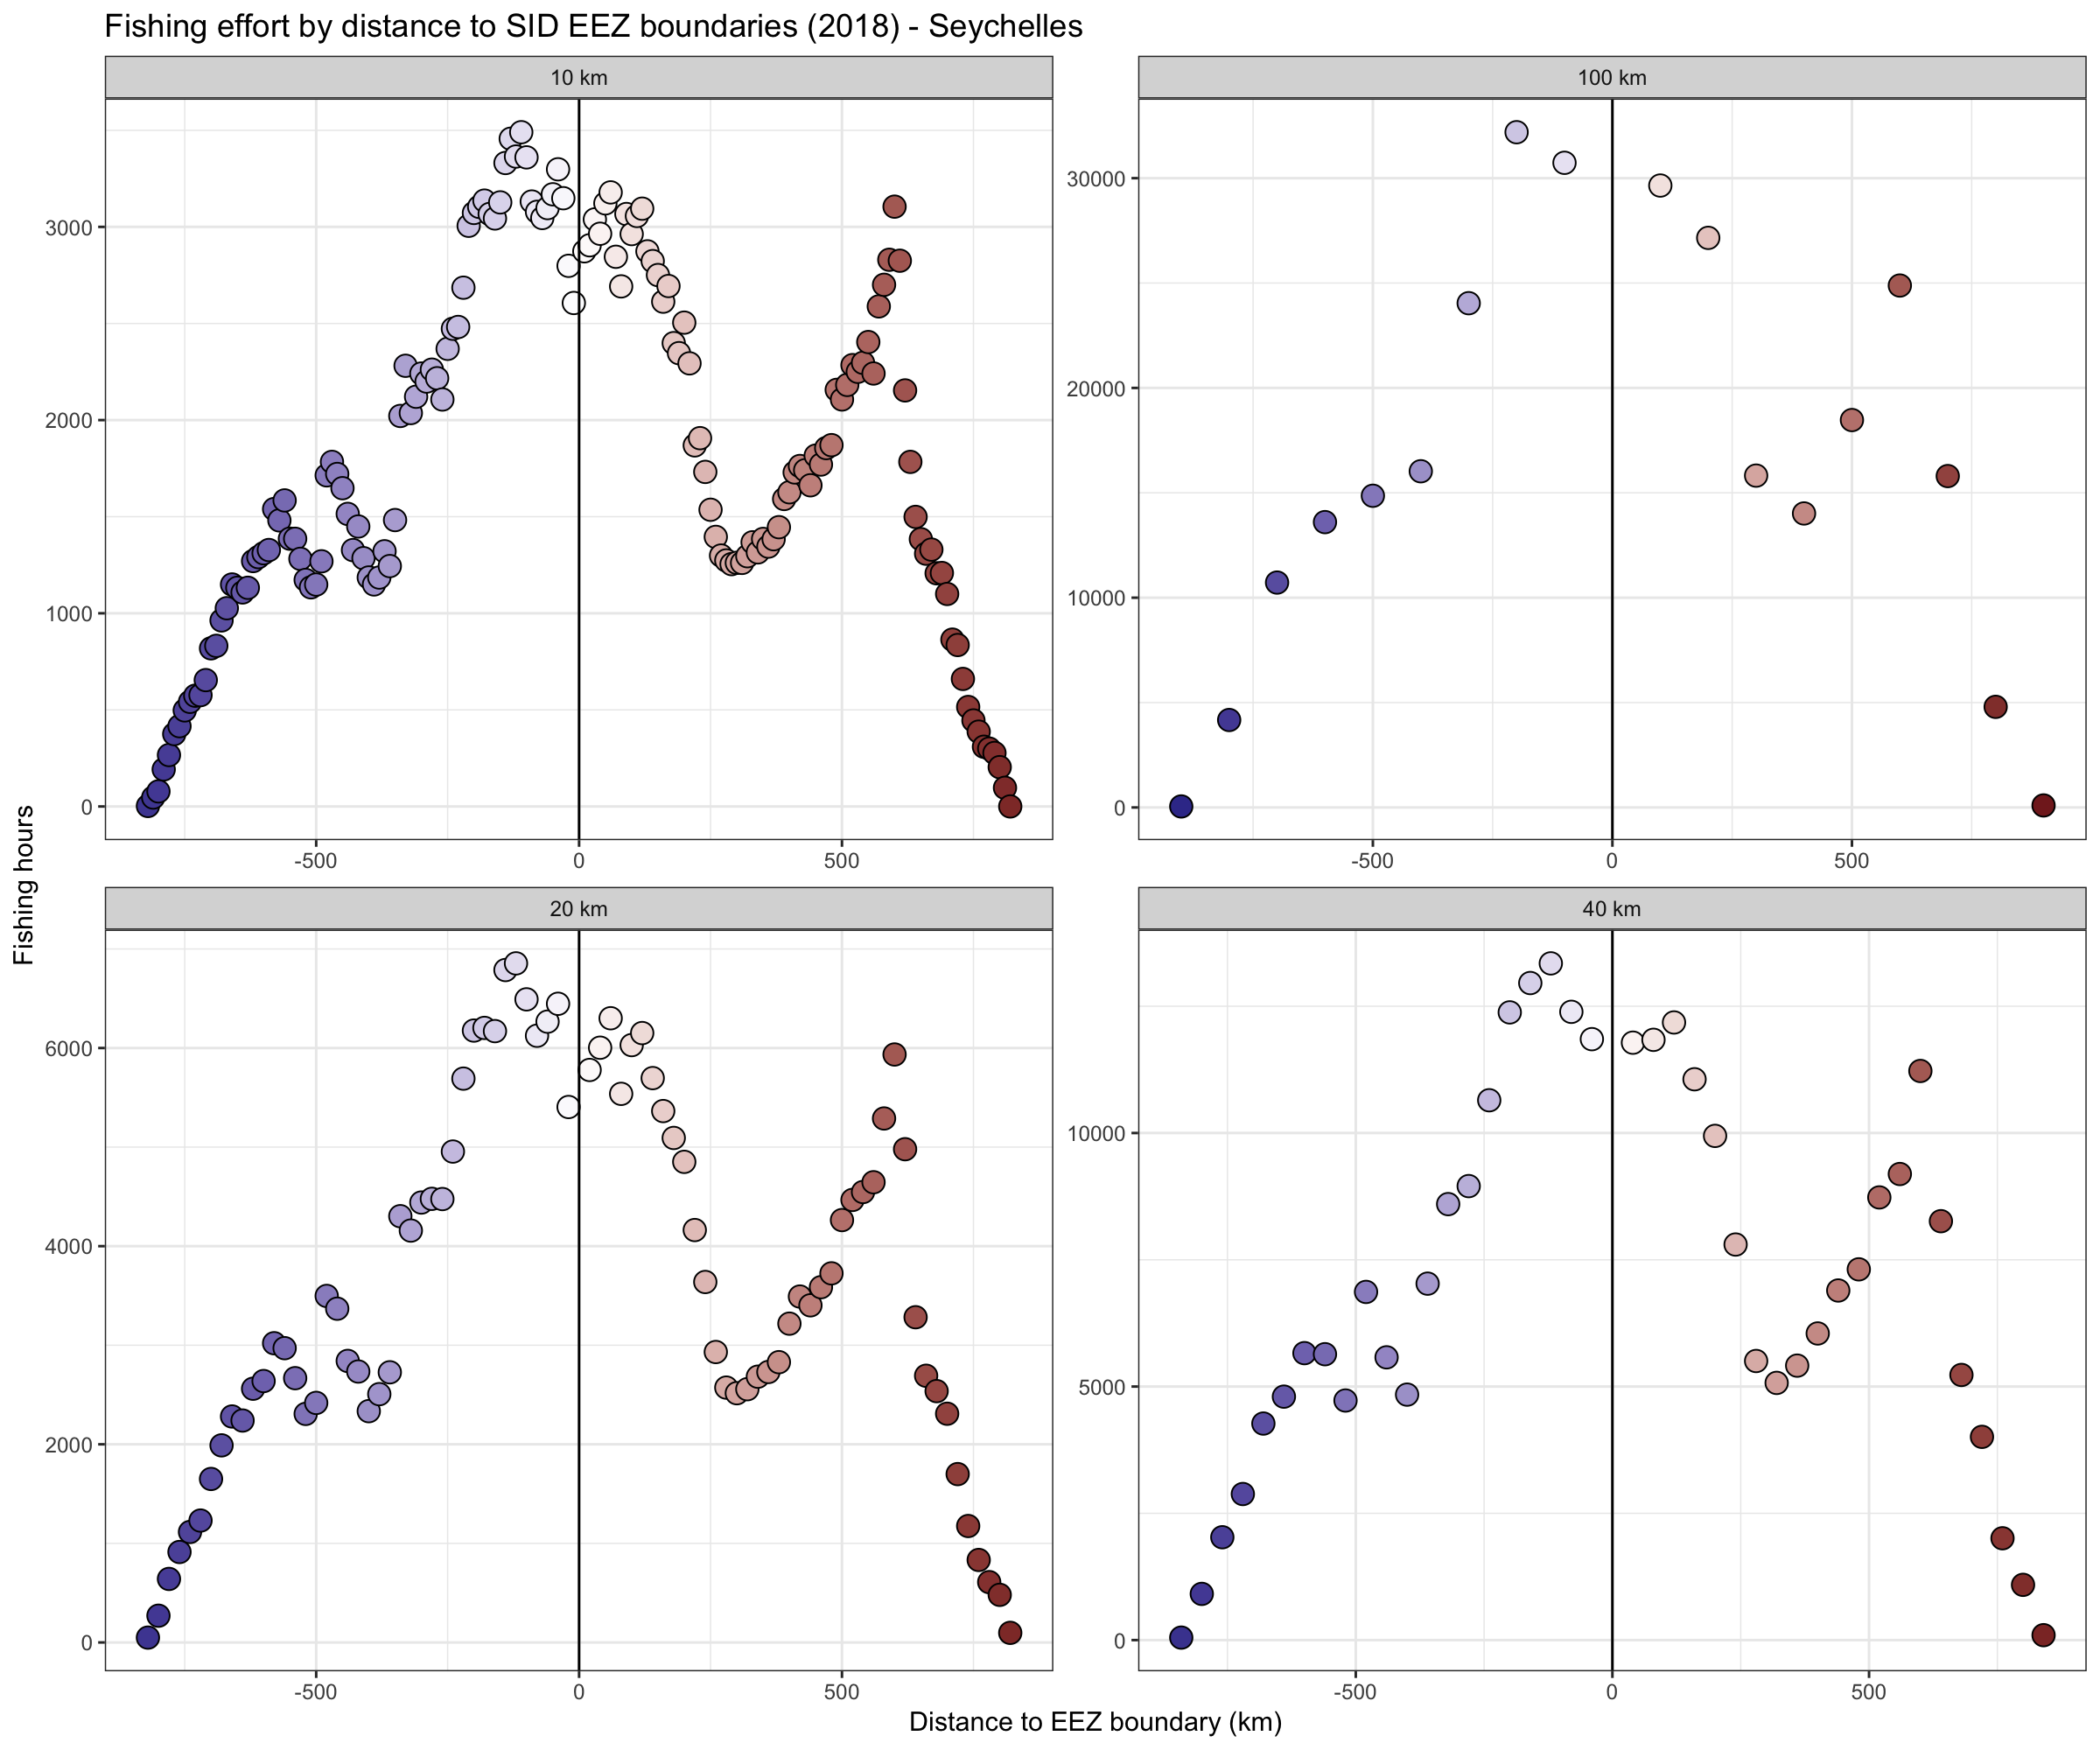 Fishing effort by distance to SID EEZ boundaries (2018) - Seychelles
10 km
100 km
3000
2000
1000
0
30000
20000
10000
0
-500 0 500
-500 0 500
Fishing hours
20 km
40 km
6000
4000
2000
0
10000
5000
0
-500 0 500
-500 0 500
Distance to EEZ boundary (km)